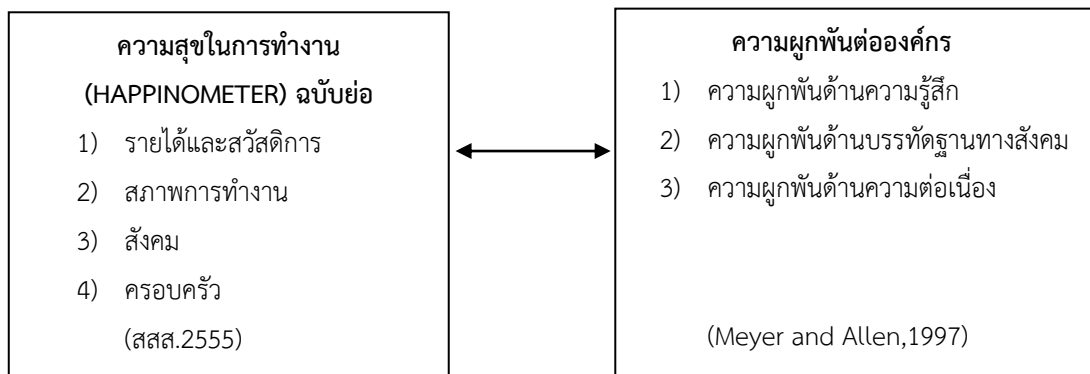 ความสุขในการทำงาน
(HAPPINOMETER) ฉบับย่อ
1) รายได้และสวัสดิการ
2) สภาพการทำงาน
3) สังคม
4) ครอบครัว
(สสส.2555)
ความผูกพันต่อองค์กร
1) ความผูกพันด้านความรู้สึก
2) ความผูกพันด้านบรรทัดฐานทางสังคม
3) ความผูกพันด้านความต่อเนื่อง
(Meyer and Allen,1997)